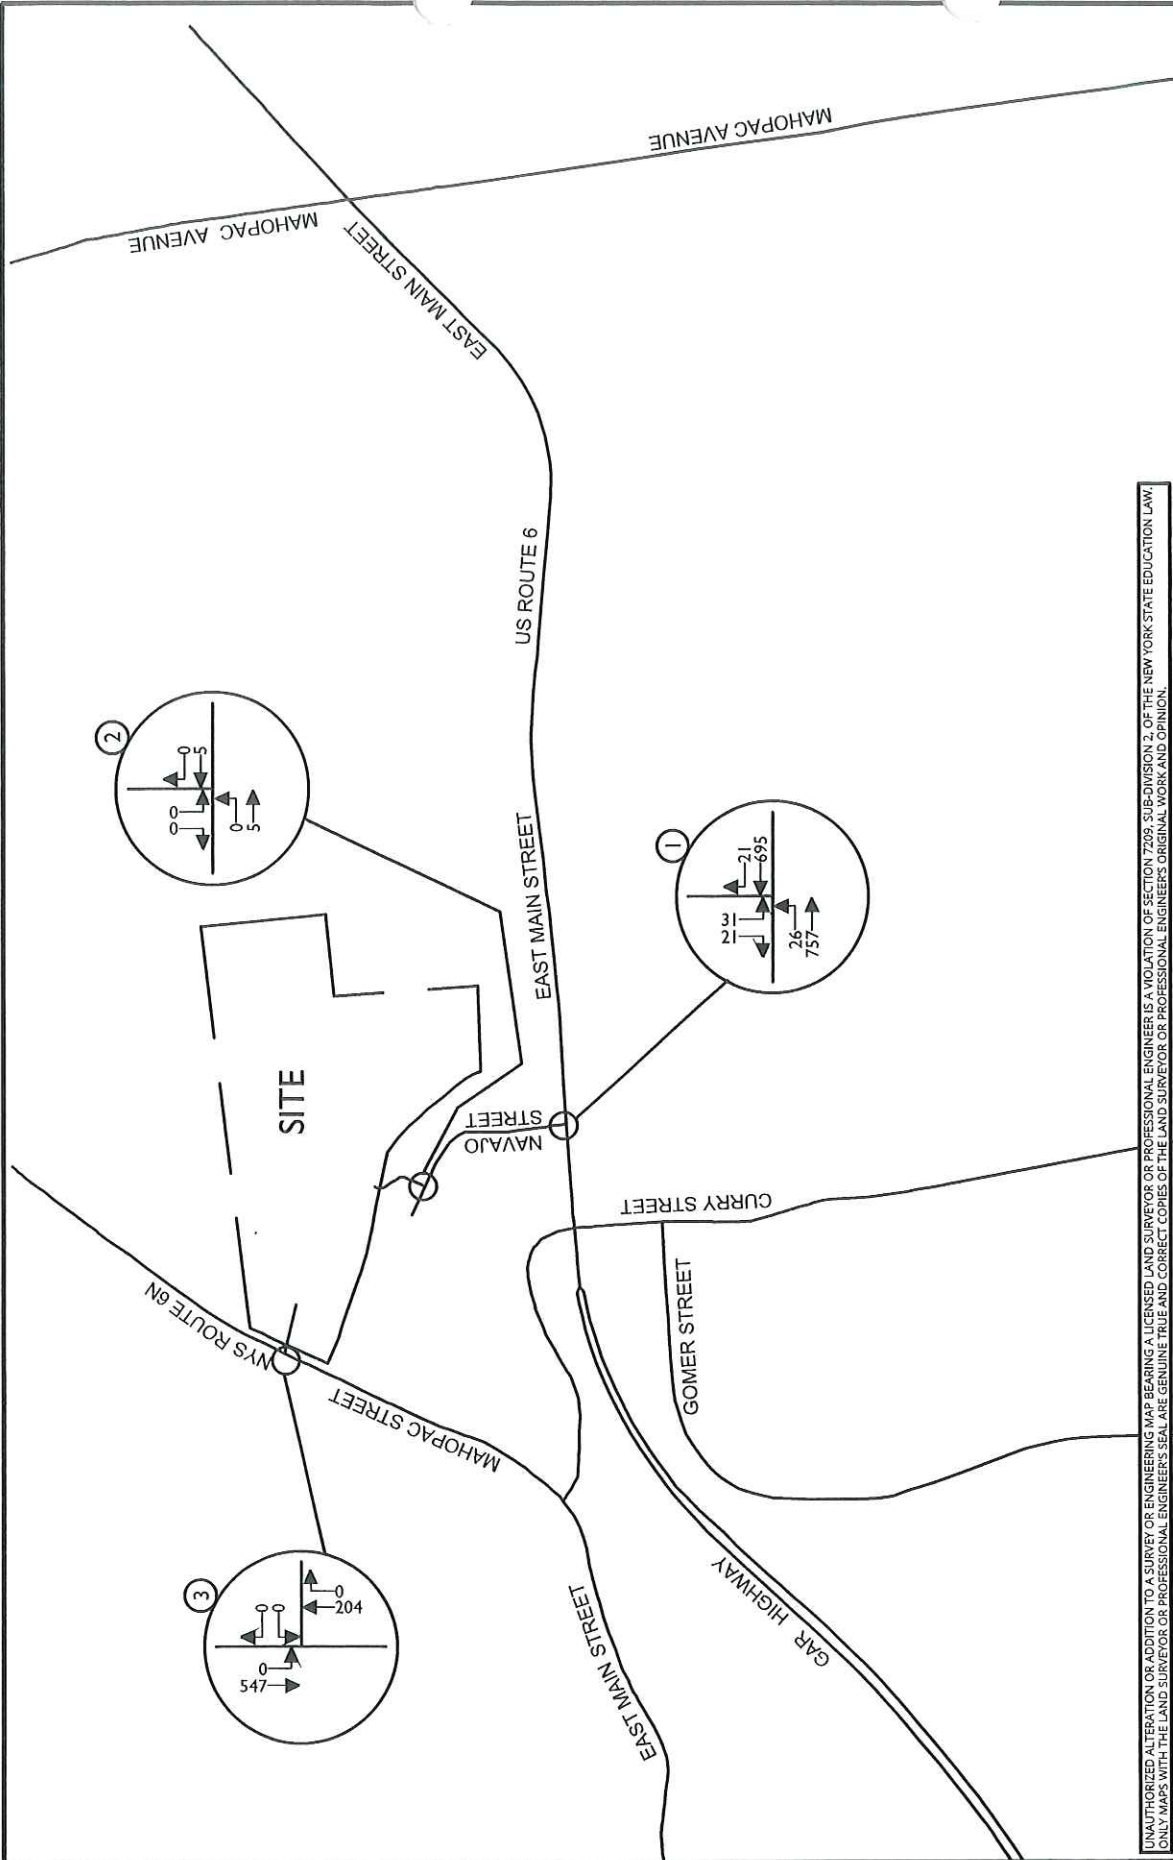 MAHOPAC AVENUE
MAHOPAC AVENUE
EAST MAIN STREET
US ROUTE 6
2
0
5
0
0
0
5
EAST MAIN STREET
1
21
695
31
21
26
757
SITE
NAVAJO
STREET
NYS ROUTE 6N
MAHOPAC STREET
CURRY STREET
GOMER STREET
3
0
0
0
204
0
547
EAST MAIN STREET
GAR HIGHWAY
UNAUTHORIZED ALTERATION OR ADDITION TO A SURVEY OR ENGINEERING MAP BEARING A LICENSED LAND SURVEYOR OR PROFESSIONAL ENGINEER IS A VIOLATION OF SECTION 7209, SUB-DIVISION 2, OF THE NEW YORK STATE EDUCATION LAW.
ONLY MAPS WITH THE LAND SURVEYOR OR PROFESSIONAL ENGINEER'S SEAL ARE GENUINE TRUE AND CORRECT COPIES OF THE LAND SURVEYOR OR PROFESSIONAL ENGINEER'S ORIGINAL WORK AND OPINION.